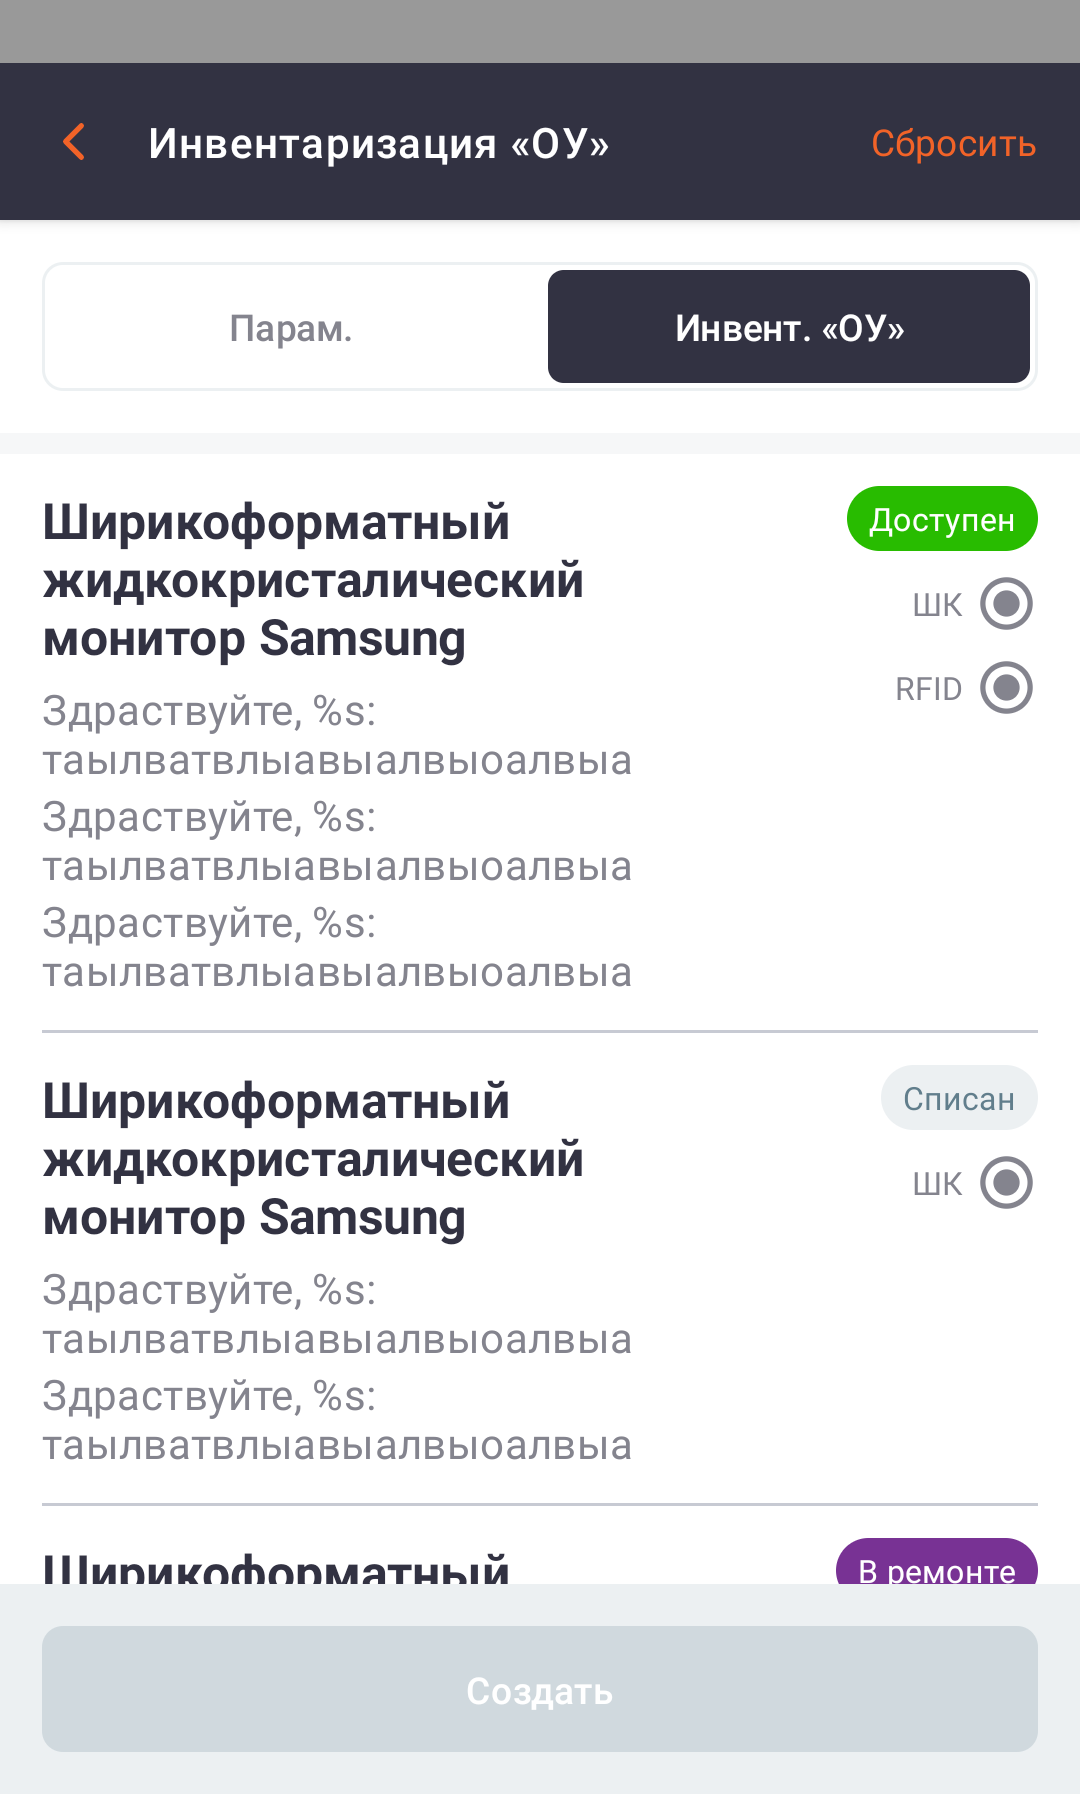 Инвентаризация «ОУ»
Сбросить
Парам.
Инвент. «ОУ»
Ширикоформатный
жидкокристалический
монитор Samsung
Доступен
ШК
RFID
Здраствуйте, %s:
таылватвлыавыалвыоалвыа
Здраствуйте, %s:
таылватвлыавыалвыоалвыа
Здраствуйте, %s:
таылватвлыавыалвыоалвыа
Ширикоформатный
жидкокристалический
монитор Samsung
Списан
ШК
Здраствуйте, %s:
таылватвлыавыалвыоалвыа
Здраствуйте, %s:
таылватвлыавыалвыоалвыа
Ширикоформатный
В ремонте
Создать